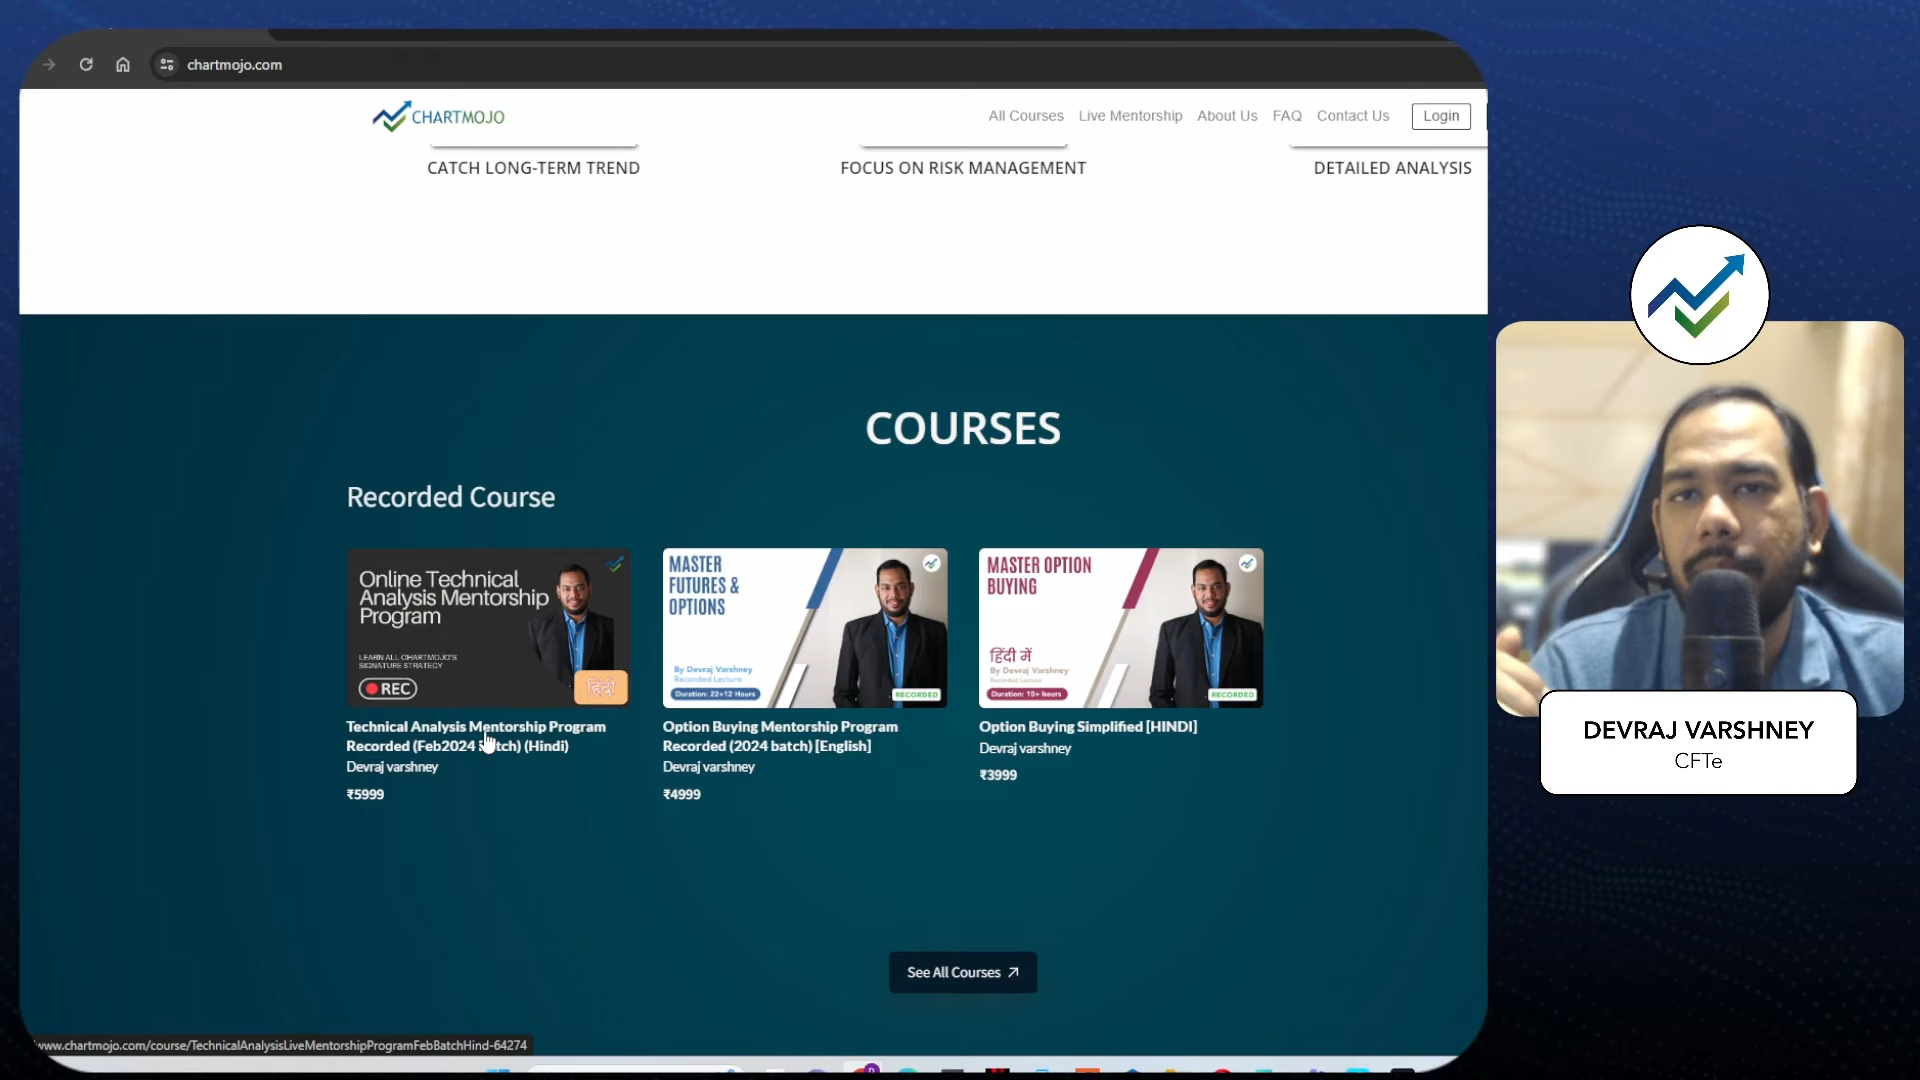 chartmojo.com
CHARTMOJO
All Courses Live Mentorship About Us FAQ Contact Us Login
CATCH LONG-TERM TREND FOCUS ON RISK MANAGEMENT DETAILED ANALYSIS
COURSES
Recorded Course
Online Technical
Analysis Mentorship
Program
LEARN ALL CHARTMOJO'S
SIGNATURE STRATEGY
REC
हिंदी
Technical Analysis Mentorship Program
Recorded (Feb2024 batch) (Hindi)
Devraj varshney
₹5999
MASTER
FUTURES &
OPTIONS
By Devraj Varshney
Recorded Lecture
Duration: 22+12 Hours
RECORDED
Option Buying Mentorship Program
Recorded (2024 batch) [English]
Devraj varshney
₹4999
MASTER OPTION
BUYING
हिंदी में
By Devraj Varshney
Recorded Lecture
Duration: 10+ hours
RECORDED
Option Buying Simplified [HINDI]
Devraj varshney
₹3999
See All Courses
www.chartmojo.com/course/TechnicalAnalysisLiveMentorshipProgramFebBatchHind-64274
DEVRAJ VARSHNEY
CFTe